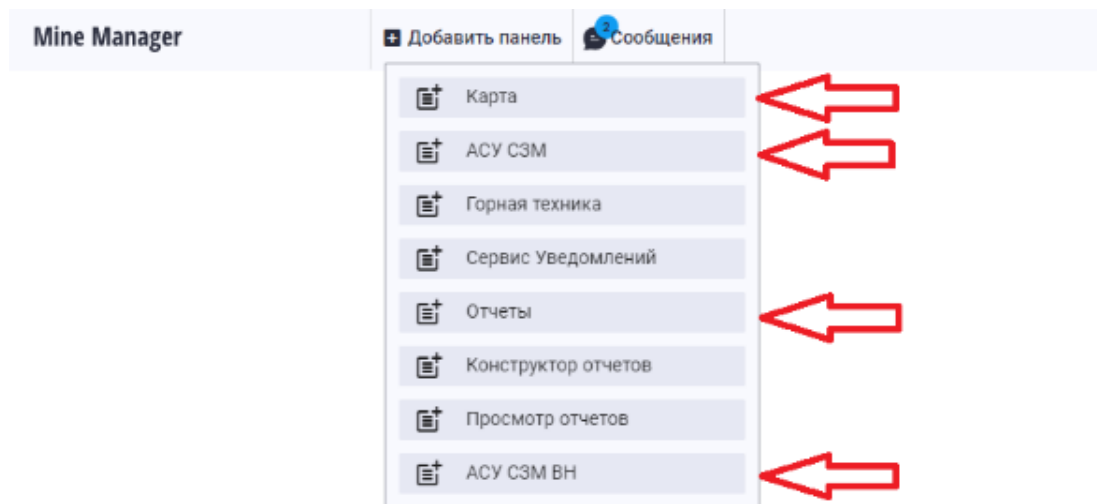 Mine Manager
Добавить панель
2
Сообщения
Карта
АСУ СЗМ
Горная техника
Сервис Уведомлений
Отчеты
Конструктор отчетов
Просмотр отчетов
АСУ СЗМ ВН